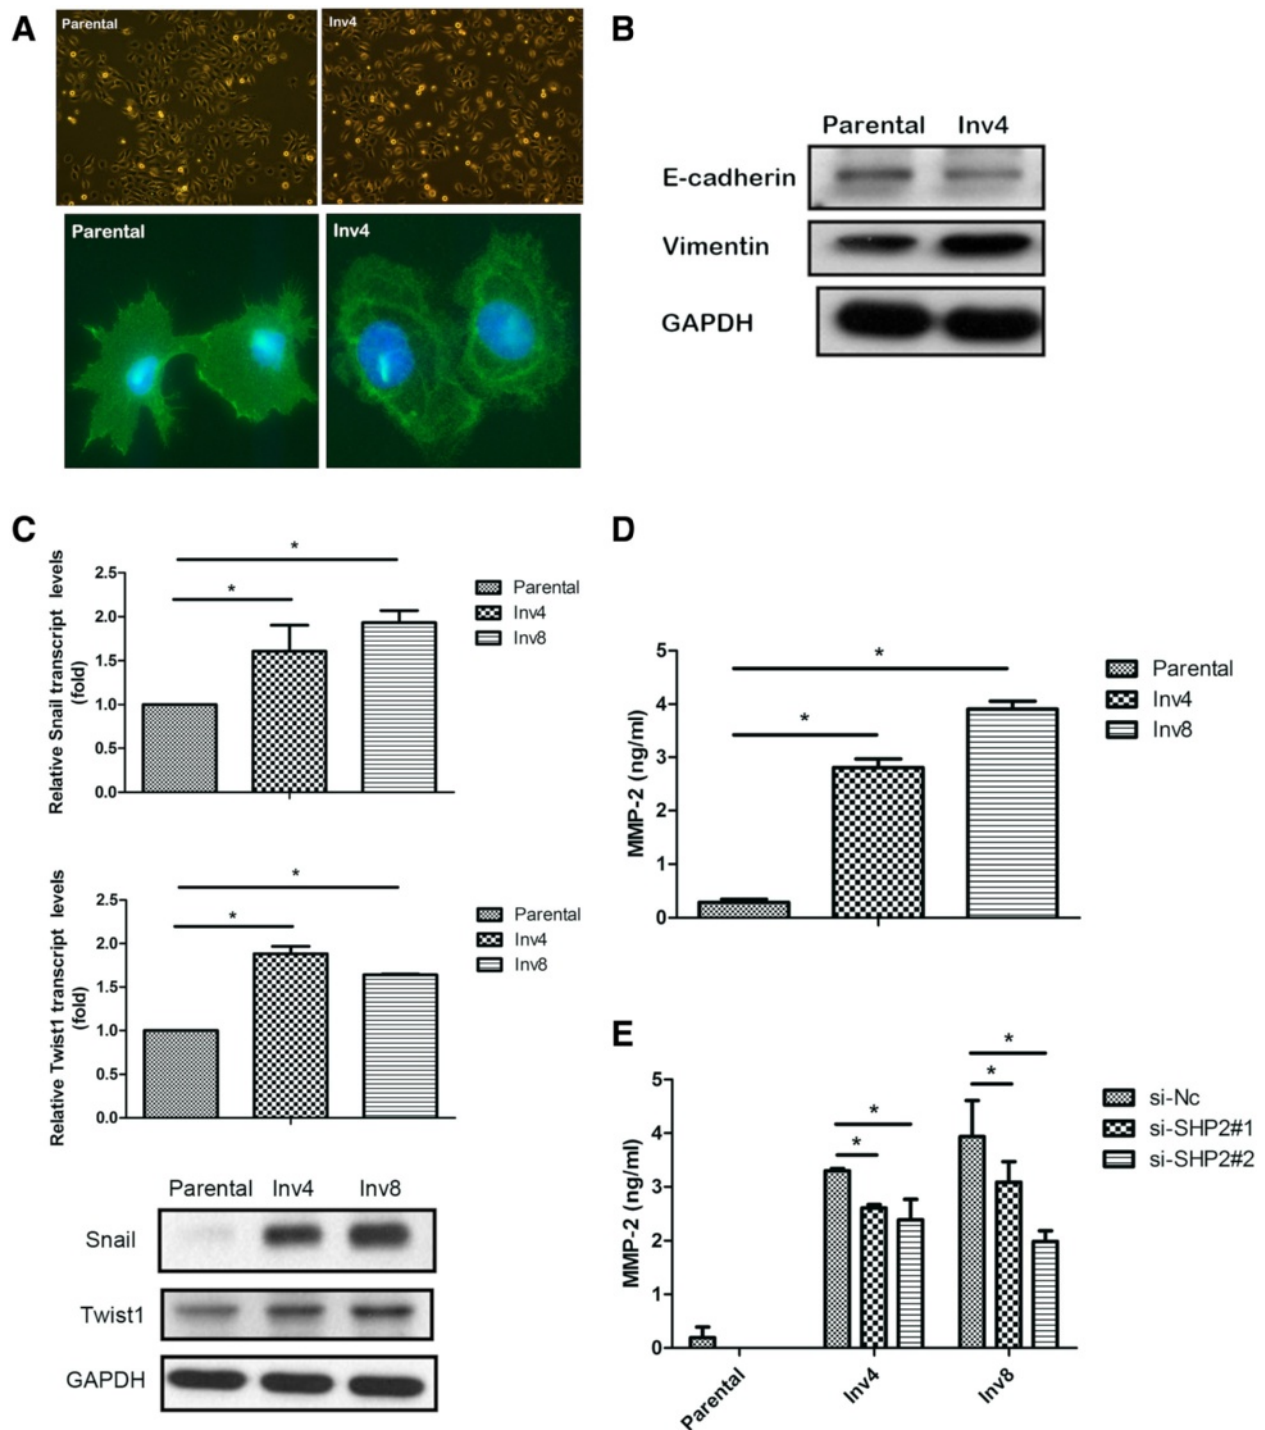 A
Parental
Inv4
Parental
Inv4
B
Parental Inv4
E-cadherin
Vimentin
GAPDH
C
Relative Snail transcript levels
(fold)
2.5
2.0
1.5
1.0
0.5
0.0
*
*
Parental
Inv4
Inv8
Relative Twist1 transcript levels
(fold)
2.5
2.0
1.5
1.0
0.5
0.0
*
*
Parental
Inv4
Inv8
Parental Inv4 Inv8
Snail
Twist1
GAPDH
D
MMP-2 (ng/ml)
5
4
3
2
1
0
*
*
Parental
Inv4
Inv8
E
MMP-2 (ng/ml)
5
4
3
2
1
0
*
*
*
*
Parental
Inv4
Inv8
si-Nc
si-SHP2#1
si-SHP2#2